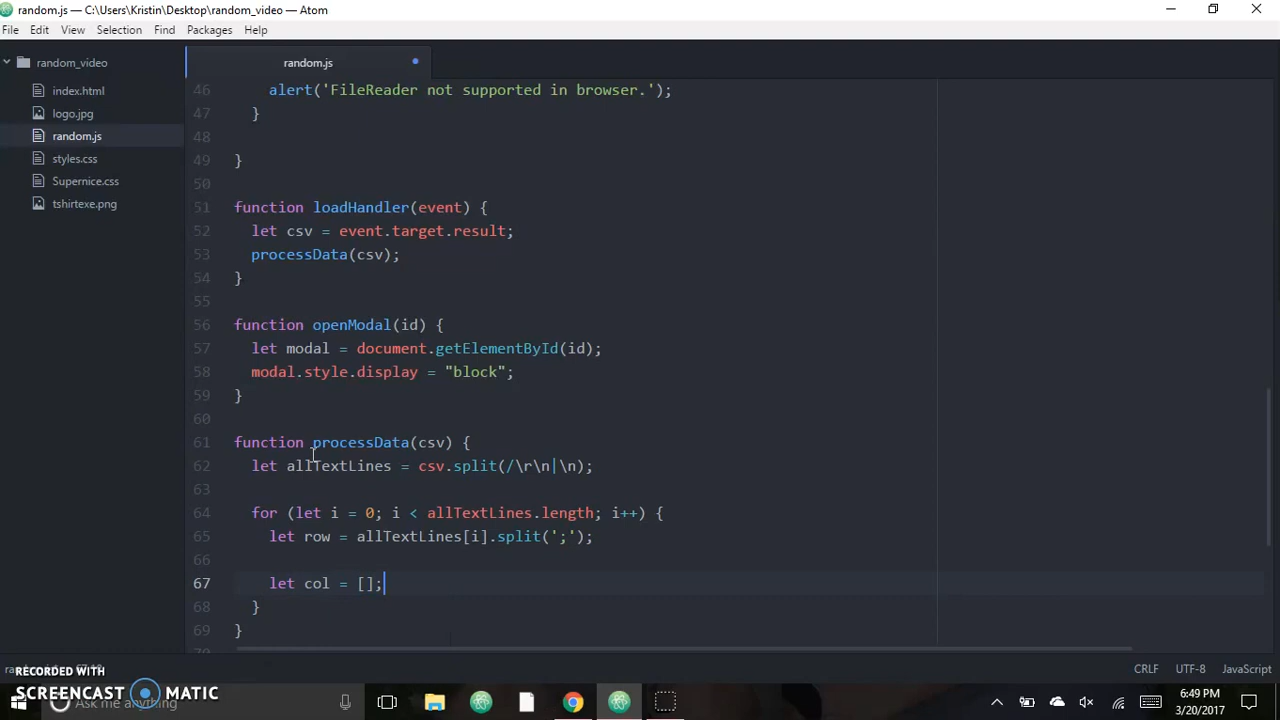 random.js — C:\Users\Kristin\Desktop\random_video — Atom
File Edit View Selection Find Packages Help
random_video
index.html
logo.jpg
random.js
styles.css
Supernice.css
tshirtexe.png
random.js
46 alert('FileReader not supported in browser.');
47 }
48
49 }
50
51 function loadHandler(event) {
52 let csv = event.target.result;
53 processData(csv);
54 }
55
56 function openModal(id) {
57 let modal = document.getElementById(id);
58 modal.style.display = "block";
59 }
60
61 function processData(csv) {
62 let allTextLines = csv.split(/\r\n|\n);
63
64 for (let i = 0; i < allTextLines.length; i++) {
65 let row = allTextLines[i].split(';');
66
67 let col = [];
68 }
69 }
CRLF UTF-8 JavaScript
RECORDED WITH
SCREENCAST MATIC
Ask me anything
6:49 PM
3/20/2017